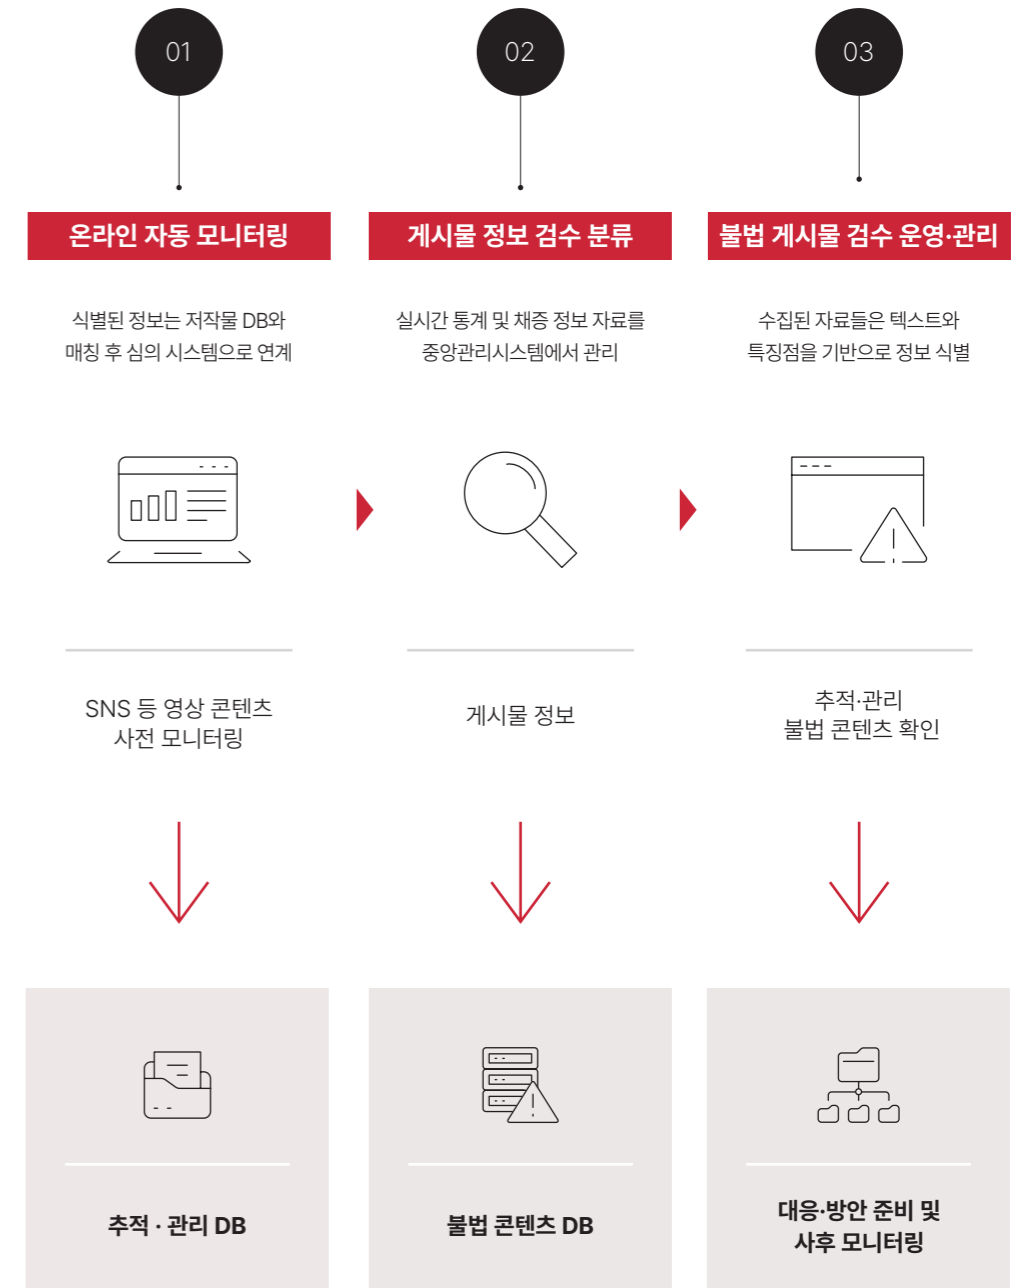 01
온라인 자동 모니터링
식별된 정보는 저작물 DB와
매칭 후 심의 시스템으로 연계
SNS 등 영상 콘텐츠
사전 모니터링
추적 · 관리 DB
02
게시물 정보 검수 분류
실시간 통계 및 채증 정보 자료를
중앙관리시스템에서 관리
게시물 정보
불법 콘텐츠 DB
03
불법 게시물 검수 운영·관리
수집된 자료들은 텍스트와
특징점을 기반으로 정보 식별
추적·관리
불법 콘텐츠 확인
대응·방안 준비 및
사후 모니터링